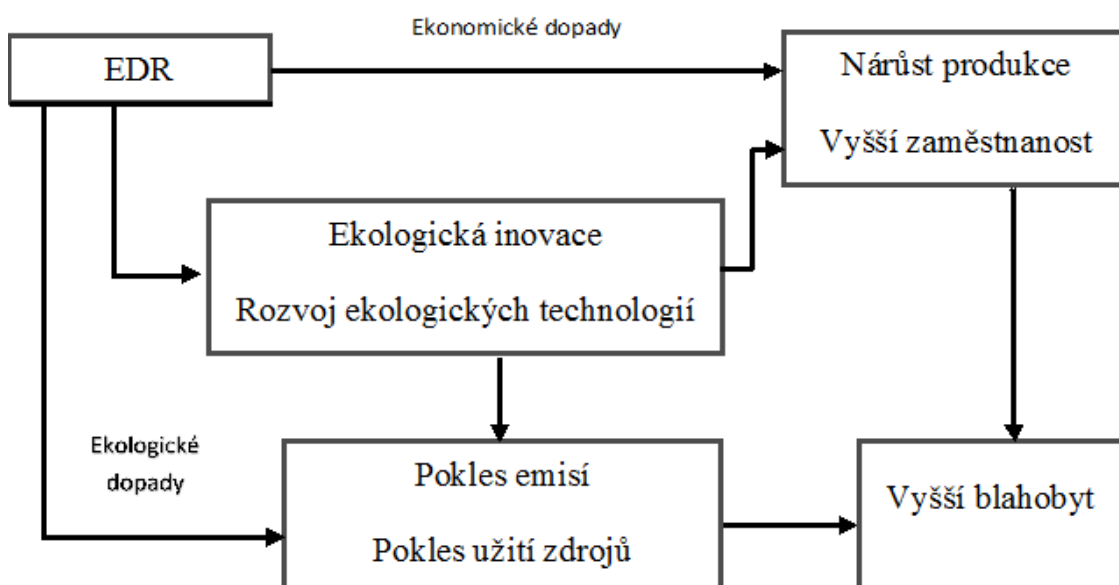 Ekonomické dopady
EDR
Nárůst produkce
Vyšší zaměstnanost
Ekologická inovace
Rozvoj ekologických technologií
Ekologické
dopady
Pokles emisí
Pokles užití zdrojů
Vyšší blahobyt